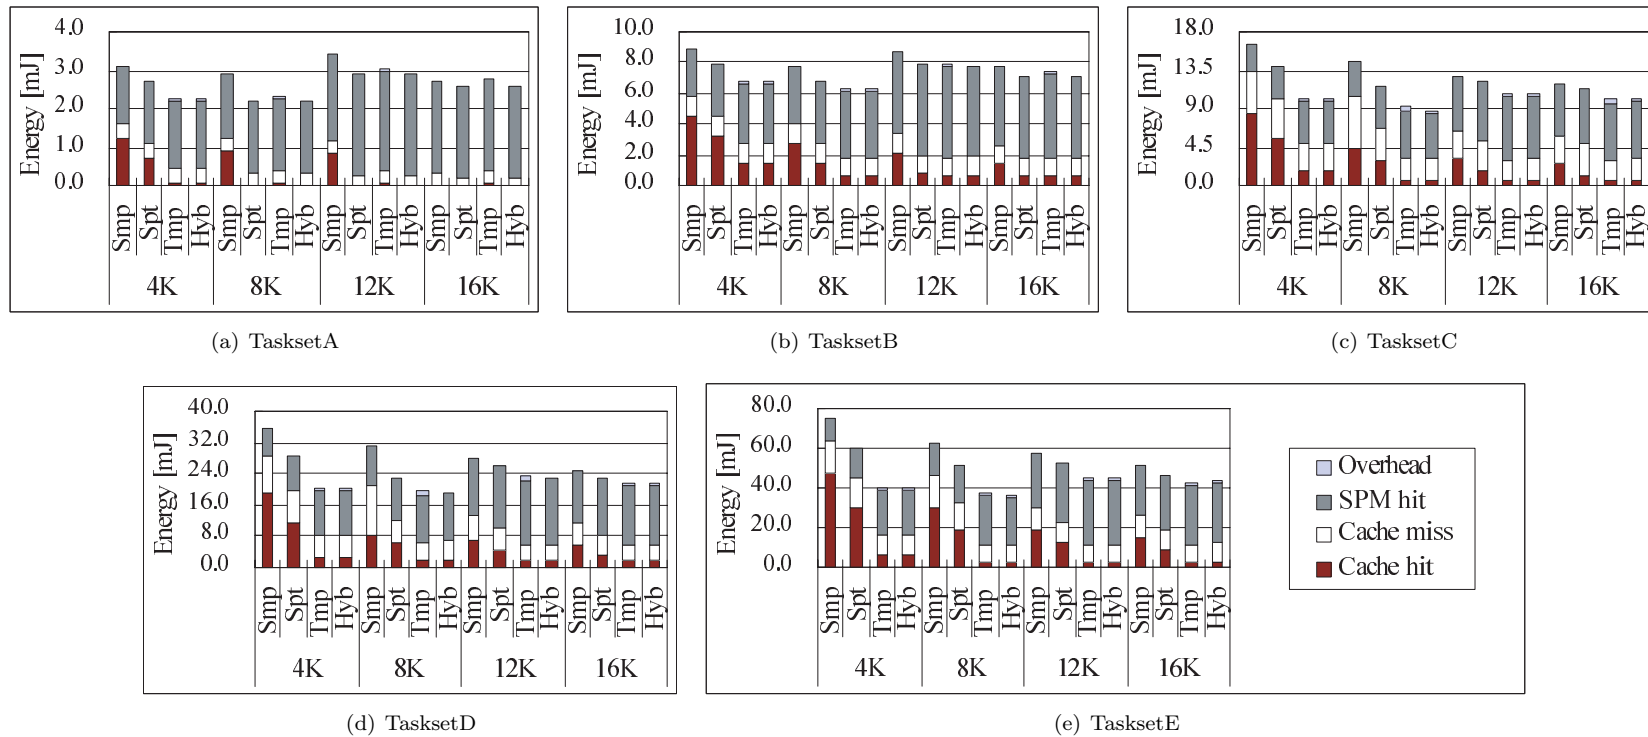 4.0
3.0
2.0
1.0
0.0
Energy [mJ]
Smp Spt Tmp Hyb Smp Spt Tmp Hyb Smp Spt Tmp Hyb Smp Spt Tmp Hyb
4K 8K 12K 16K
(a) TasksetA
10.0
8.0
6.0
4.0
2.0
0.0
Energy [mJ]
Smp Spt Tmp Hyb Smp Spt Tmp Hyb Smp Spt Tmp Hyb Smp Spt Tmp Hyb
4K 8K 12K 16K
(b) TasksetB
18.0
13.5
9.0
4.5
0.0
Energy [mJ]
Smp Spt Tmp Hyb Smp Spt Tmp Hyb Smp Spt Tmp Hyb Smp Spt Tmp Hyb
4K 8K 12K 16K
(c) TasksetC
40.0
32.0
24.0
16.0
8.0
0.0
Energy [mJ]
Smp Spt Tmp Hyb Smp Spt Tmp Hyb Smp Spt Tmp Hyb Smp Spt Tmp Hyb
4K 8K 12K 16K
(d) TasksetD
80.0
60.0
40.0
20.0
0.0
Energy [mJ]
Smp Spt Tmp Hyb Smp Spt Tmp Hyb Smp Spt Tmp Hyb Smp Spt Tmp Hyb
4K 8K 12K 16K
Overhead
SPM hit
Cache miss
Cache hit
(e) TasksetE